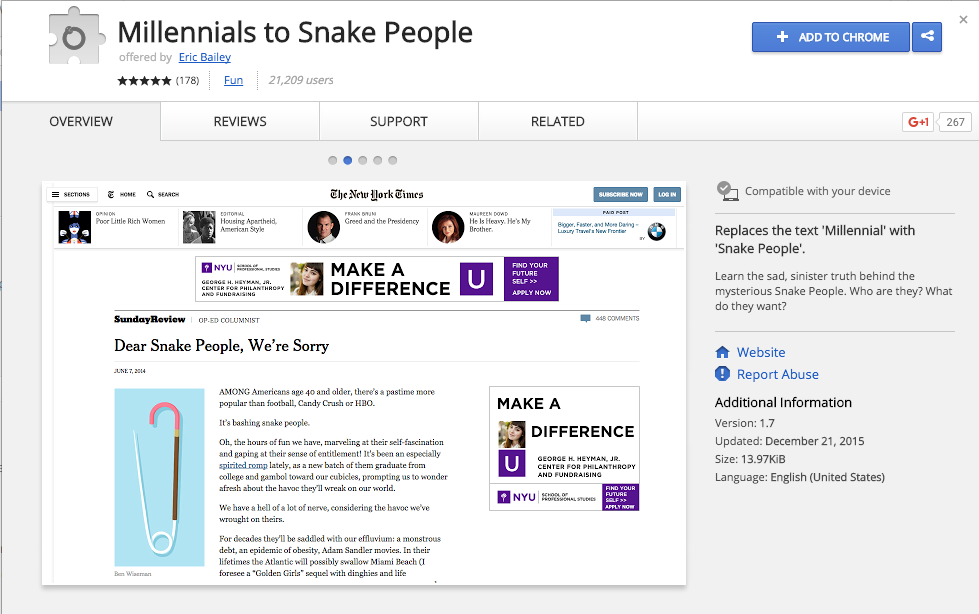 Millennials to Snake People
offered by Eric Bailey
(178)
Fun
21,209 users
ADD TO CHROME
OVERVIEW
REVIEWS
SUPPORT
RELATED
G+1
267
SECTIONS
HOME
SEARCH
The New York Times
SUBSCRIBE NOW
LOG IN
OPINION
Poor Little Rich Women
EDITORIAL
Housing Apartheid,
American Style
FRANK BRUNI
Greed and the Presidency
MAUREEN DOWD
He Is Heavy. He's My
Brother.
PAID POST
Bigger, Faster, and More Daring –
Luxury Travel's New Frontier
BY
NYU
SCHOOL OF
PROFESSIONAL STUDIES
GEORGE H. HEYMAN, JR.
CENTER FOR PHILANTHROPY
AND FUNDRAISING
MAKE A
DIFFERENCE
U
FIND YOUR
FUTURE
SELF >>
APPLY NOW
SundayReview
OP-ED COLUMNIST
448 COMMENTS
Dear Snake People, We're Sorry
JUNE 7, 2014
AMONG Americans age 40 and older, there's a pastime more
popular than football, Candy Crush or HBO.
It's bashing snake people.
Oh, the hours of fun we have, marveling at their self-fascination
and gaping at their sense of entitlement! It's been an especially
spirited romp lately, as a new batch of them graduate from
college and gambol toward our cubicles, prompting us to wonder
afresh about the havoc they'll wreak on our world.
We have a hell of a lot of nerve, considering the havoc we've
wrought on theirs.
For decades they'll be saddled with our effluvium: a monstrous
debt, an epidemic of obesity, Adam Sandler movies. In their
lifetimes the Atlantic will possibly swallow Miami Beach (I
foresee a “Golden Girls” sequel with dinghies and life
Ben Wiseman
MAKE A
DIFFERENCE
U
GEORGE H. HEYMAN, JR.
CENTER FOR PHILANTHROPY
AND FUNDRAISING
NYU
SCHOOL OF
PROFESSIONAL STUDIES
FIND YOUR
FUTURE
SELF >>
APPLY NOW
Compatible with your device
Replaces the text 'Millennial' with
'Snake People'.
Learn the sad, sinister truth behind the
mysterious Snake People. Who are they? What
do they want?
Website
Report Abuse
Additional Information
Version: 1.7
Updated: December 21, 2015
Size: 13.97KiB
Language: English (United States)